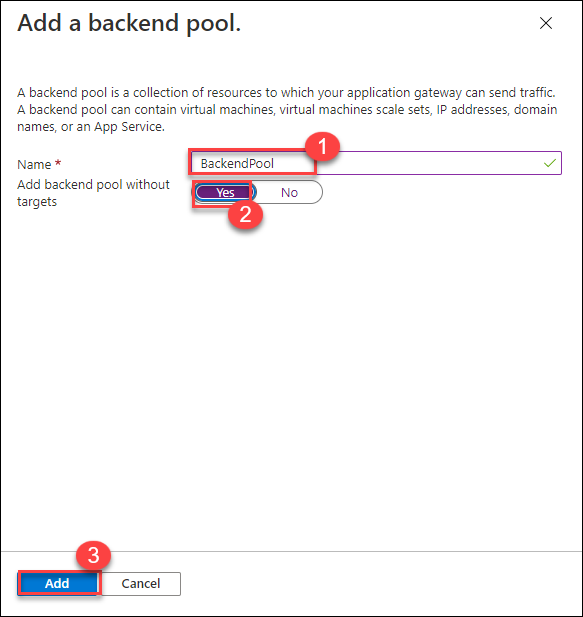 Add a backend pool.
A backend pool is a collection of resources to which your application gateway can send traffic.
A backend pool can contain virtual machines, virtual machines scale sets, IP addresses, domain
names, or an App Service.
1
Name * BackendPool
Add backend pool without
targets
Yes No
2
3
Add Cancel